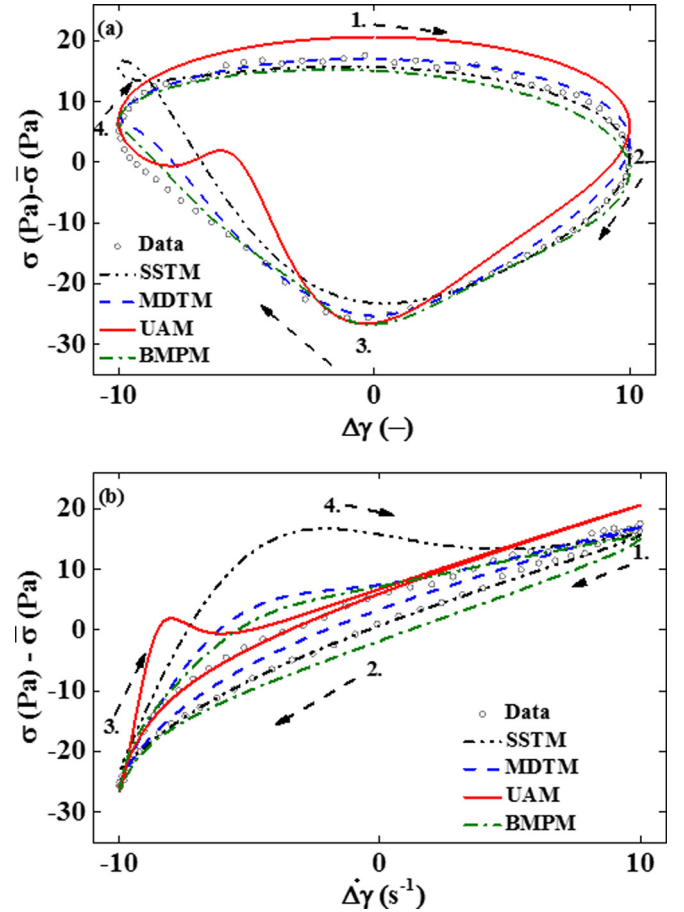 (a)
1.
20
10
0
-10
-20
-30
σ (Pa)-σ̄ (Pa)
4.
2.
3.
Data
SSTM
MDTM
UAM
BMPM
-10
0
10
Δγ (–)
(b)
4.
20
10
0
-10
-20
-30
σ (Pa) - σ̄ (Pa)
1.
2.
3.
Data
SSTM
MDTM
UAM
BMPM
-10
0
10
Δγ̇ (s⁻¹)